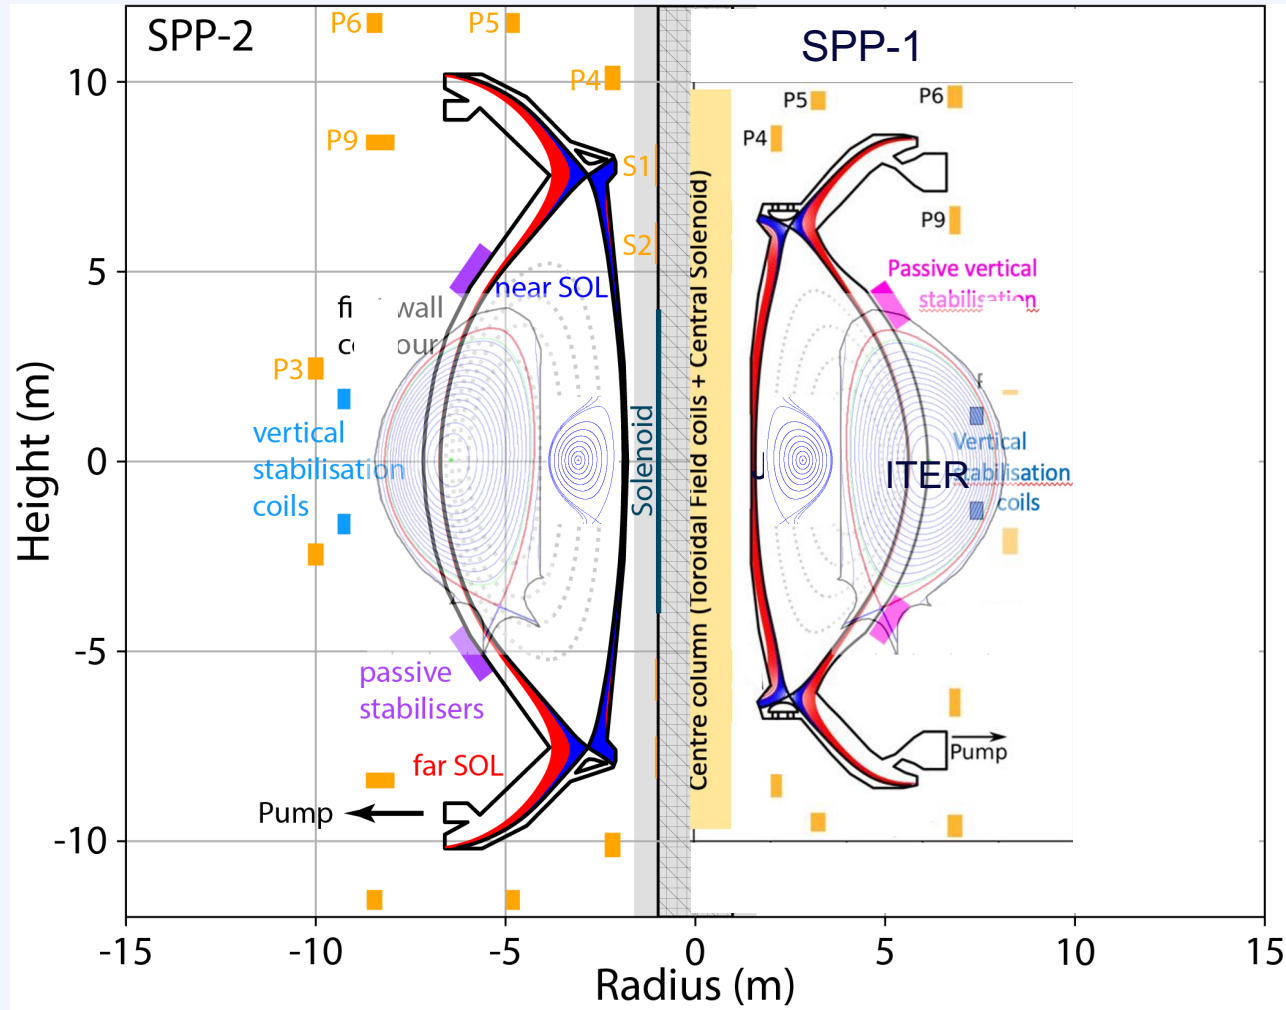 SPP-2
SPP-1
P6
P5
P4
P9
S1
S2
near SOL
P3
vertical
stabilisation
coils
passive
stabilisers
far SOL
Pump
Solenoid
Centre column (Toroidal Field coils + Central Solenoid)
P5
P6
P4
P9
Passive vertical
stabilisation
ITER
Vertical
stabilisation
coils
Pump
10
5
0
-5
-10
Height (m)
-15
-10
-5
0
5
10
15
Radius (m)